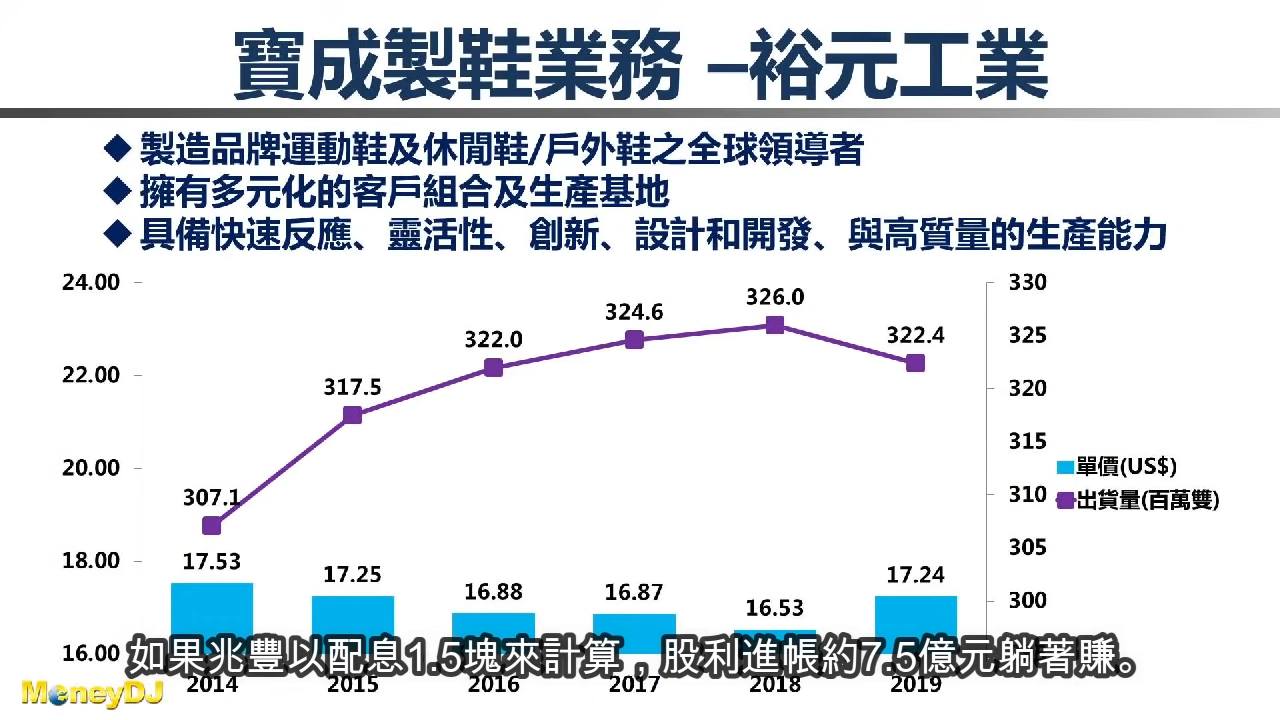 寶成製鞋業務 –裕元工業
◆ 製造品牌運動鞋及休閒鞋/戶外鞋之全球領導者
◆ 擁有多元化的客戶組合及生產基地
◆ 具備快速反應、靈活性、創新、設計和開發、與高質量的生產能力
24.00
22.00
20.00
18.00
16.00
330
325
320
315
310
305
300
307.1
317.5
322.0
324.6
326.0
322.4
17.53
17.25
16.88
16.87
16.53
17.24
單價(US$)
出貨量(百萬雙)
如果兆豐以配息1.5塊來計算，股利進帳約7.5億元躺著賺。
2014 2015 2016 2017 2018 2019
MoneyDJ